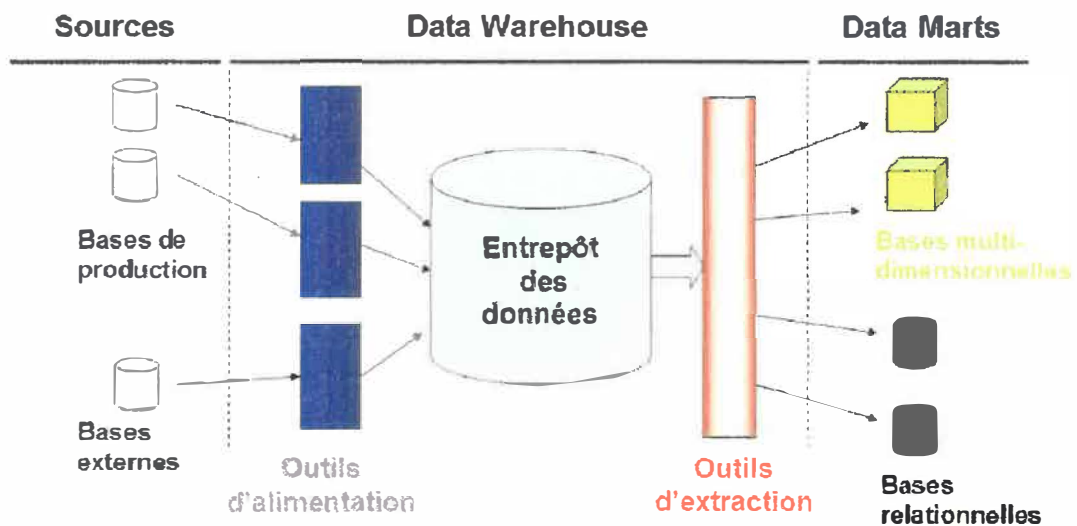 Sources
Data Warehouse
Data Marts
Bases de
production
Bases
externes
Outils
d'alimentation
Entrepôt
des
données
Outils
d'extraction
Bases multi-
dimensionnelles
Bases
relationnelles